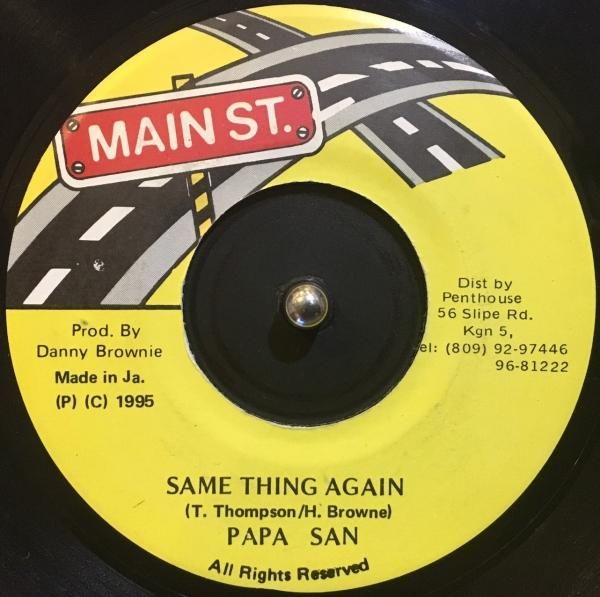 MAIN ST.
Prod. By
Danny Brownie
Made in Ja.
(P) (C) 1995
Dist by
Penthouse
56 Slipe Rd.
Kgn 5,
el: (809) 92-97446
96-81222
SAME THING AGAIN
(T. Thompson/H. Browne)
PAPA SAN
All Rights Reserved